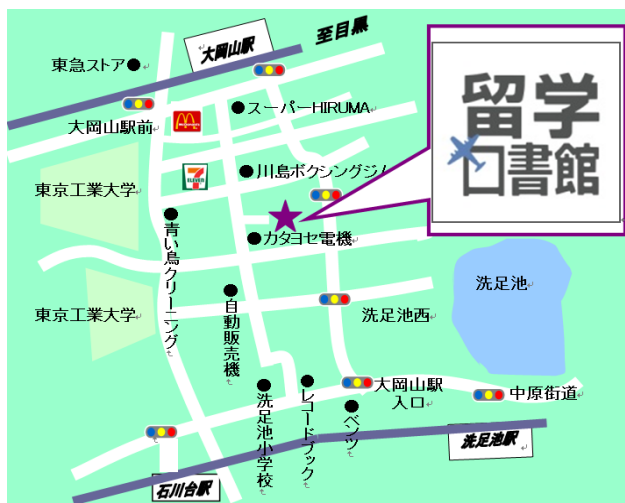 大岡山駅
至目黒
東急ストア
大岡山駅前
スーパーHIRUMA
留学
図書館
川島ボクシングジム
7
ELEVEN
東京工業大学
カタヨセ電機
青い鳥クリーニング
洗足池
東京工業大学
自動販売機
洗足池西
大岡山駅
入口
中原街道
洗足池小学校
レコードブック
ベンツ
洗足池駅
石川台駅